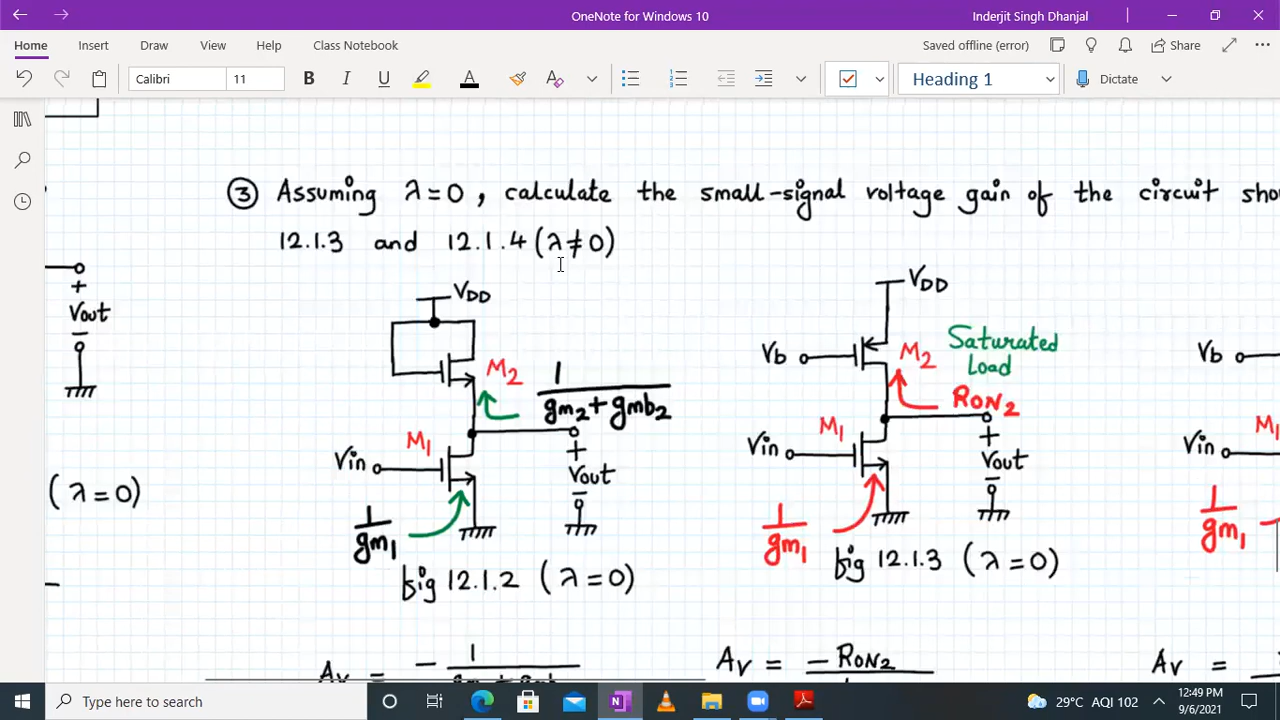 OneNote for Windows 10
Inderjit Singh Dhanjal
Home Insert Draw View Help Class Notebook
Saved offline (error)
Share
Calibri 11 B I U A Heading 1 Dictate
③ Assuming λ=0, calculate the small-signal voltage gain of the circuit sho
12.1.3 and 12.1.4 (λ≠0)
VDD
M2
1
gm2 + gmb2
M1
Vin
+
Vout
-
1
gm1
fig 12.1.2 (λ=0)
+
Vout
-
(λ=0)
VDD
Vb
M2
Saturated
Load
RON2
M1
Vin
+
Vout
-
1
gm1
fig 12.1.3 (λ=0)
Vb
Vin
1
gm1
AV = - 1
AV = -RON2
AV =
Type here to search
29°C AQI 102
12:49 PM
9/6/2021